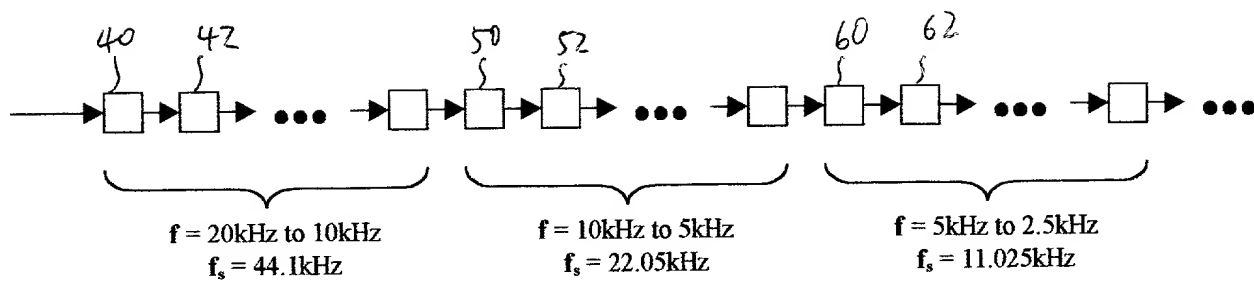 40 42 50 52 60 62
f = 20kHz to 10kHz
fs = 44.1kHz
f = 10kHz to 5kHz
fs = 22.05kHz
f = 5kHz to 2.5kHz
fs = 11.025kHz